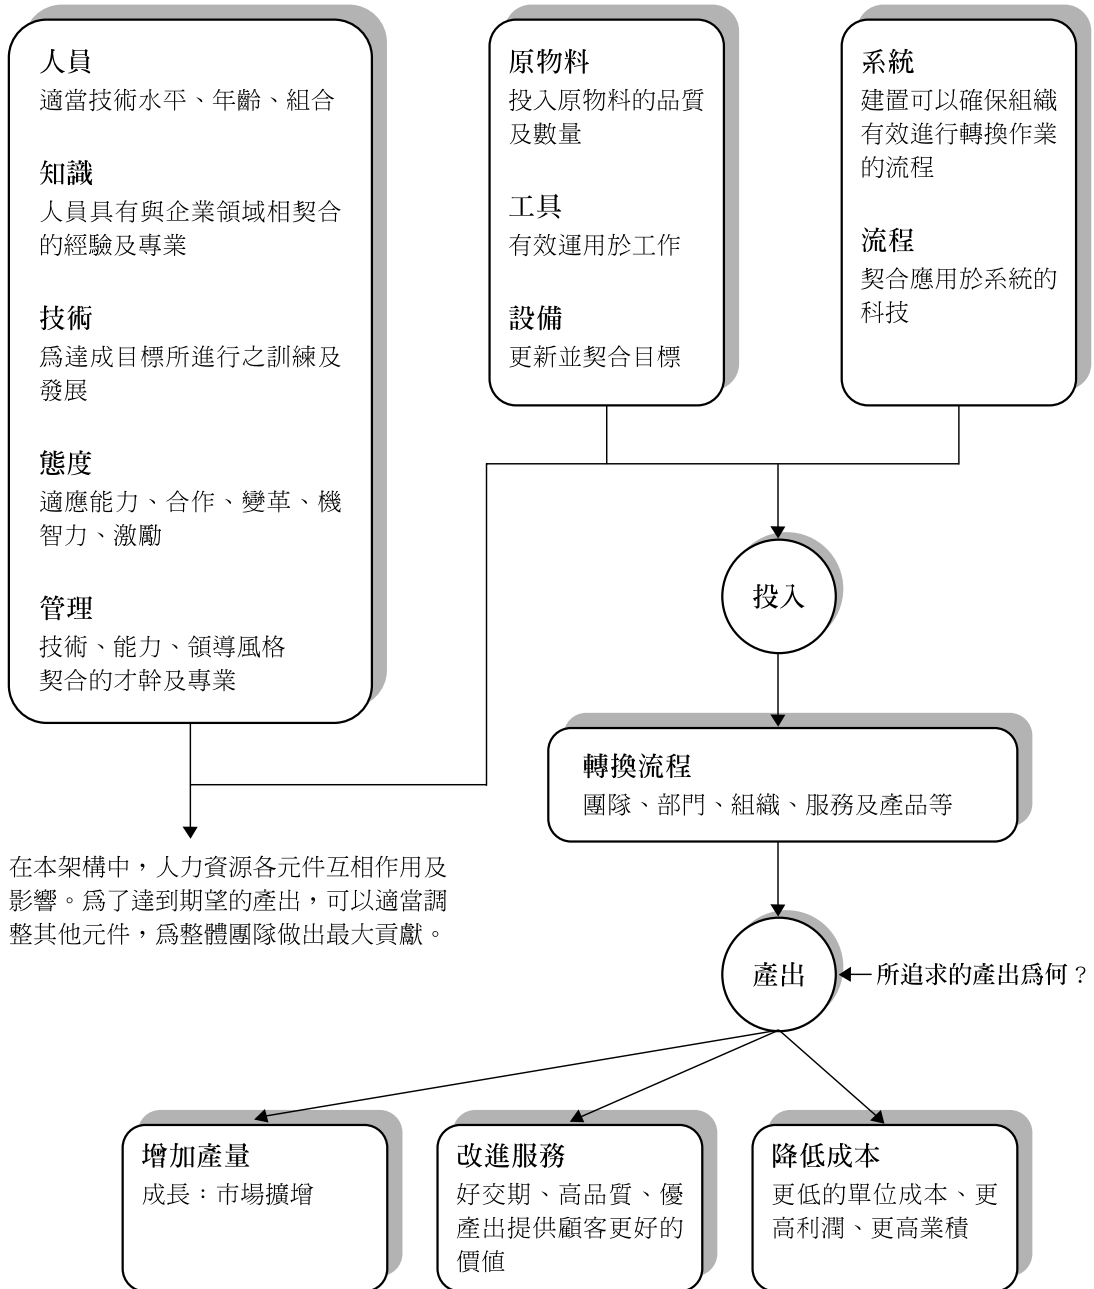 人員
適當技術水平、年齡、組合
知識
人員具有與企業領域相契合
的經驗及專業
技術
爲達成目標所進行之訓練及
發展
態度
適應能力、合作、變革、機
智力、激勵
管理
技術、能力、領導風格
契合的才幹及專業
原物料
投入原物料的品質
及數量
工具
有效運用於工作
設備
更新並契合目標
系統
建置可以確保組織
有效進行轉換作業
的流程
流程
契合應用於系統的
科技
投入
轉換流程
團隊、部門、組織、服務及產品等
在本架構中，人力資源各元件互相作用及
影響。爲了達到期望的產出，可以適當調
整其他元件，爲整體團隊做出最大貢獻。
產出
所追求的產出爲何？
增加產量
成長：市場擴增
改進服務
好交期、高品質、優
產出提供顧客更好的
價值
降低成本
更低的單位成本、更
高利潤、更高業積